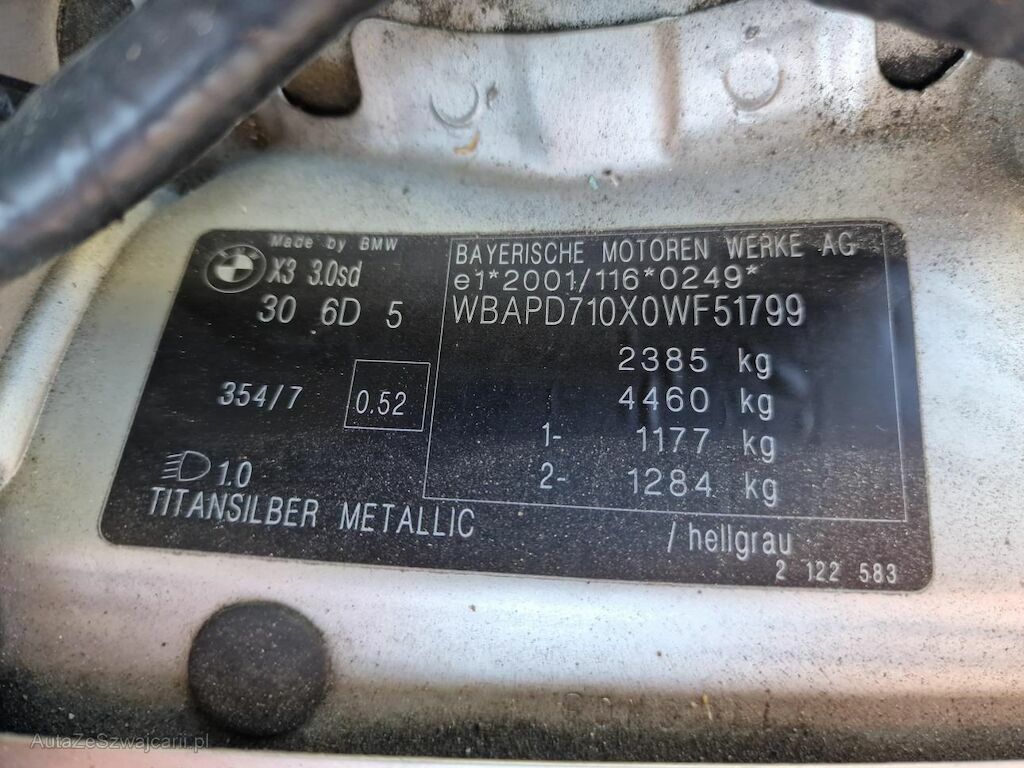 Made by BMW
X3 3.0sd
30 6D 5
354/7
0.52
1.0
TITANSILBER METALLIC
BAYERISCHE MOTOREN WERKE AG
e1*2001/116*0249*
WBAPD710X0WF51799
2385 kg
4460 kg
1- 1177 kg
2- 1284 kg
/ hellgrau
2 122 583
AutaZeSzwajcarii.pl